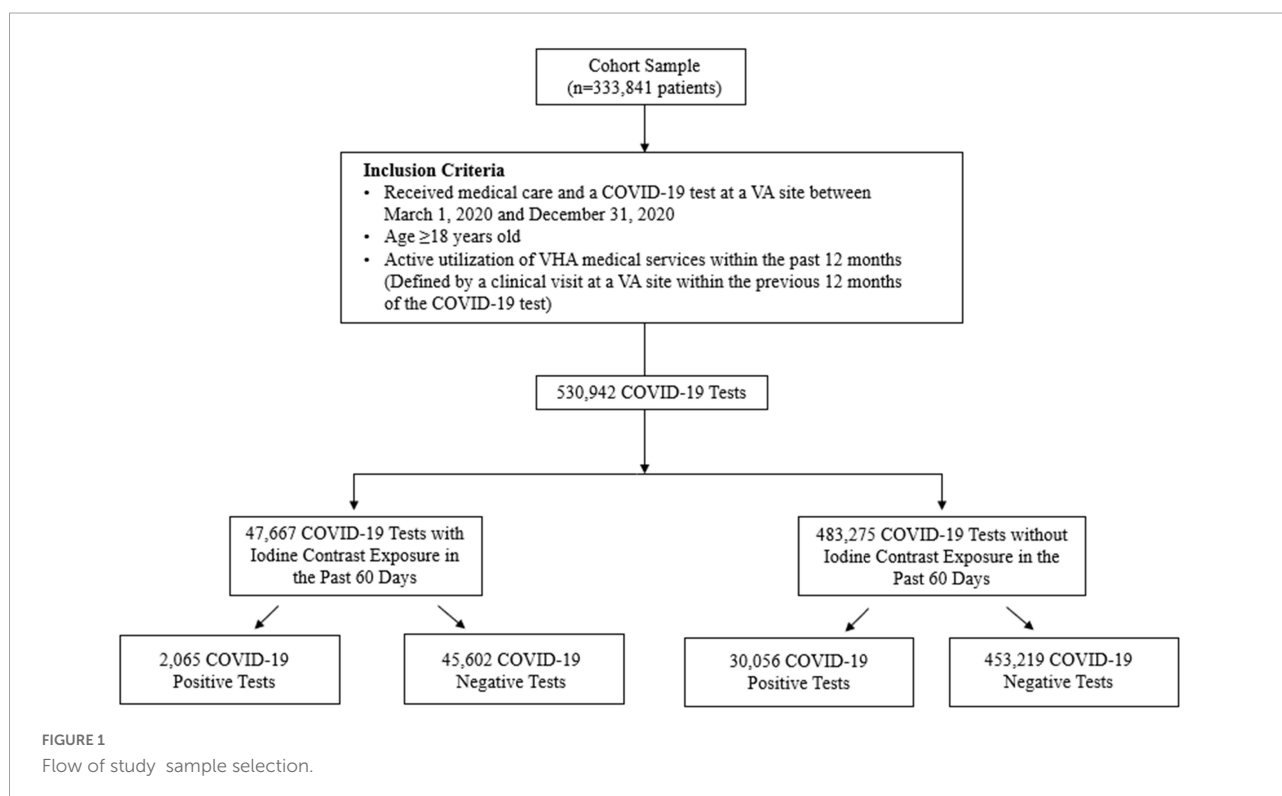 Cohort Sample
(n=333,841 patients)
Inclusion Criteria
• Received medical care and a COVID-19 test at a VA site between
March 1, 2020 and December 31, 2020
• Age ≥18 years old
• Active utilization of VHA medical services within the past 12 months
(Defined by a clinical visit at a VA site within the previous 12 months
of the COVID-19 test)
530,942 COVID-19 Tests
47,667 COVID-19 Tests with
Iodine Contrast Exposure in
the Past 60 Days
483,275 COVID-19 Tests without
Iodine Contrast Exposure in the
Past 60 Days
2,065 COVID-19
Positive Tests
45,602 COVID-19
Negative Tests
30,056 COVID-19
Positive Tests
453,219 COVID-19
Negative Tests
FIGURE 1
Flow of study sample selection.